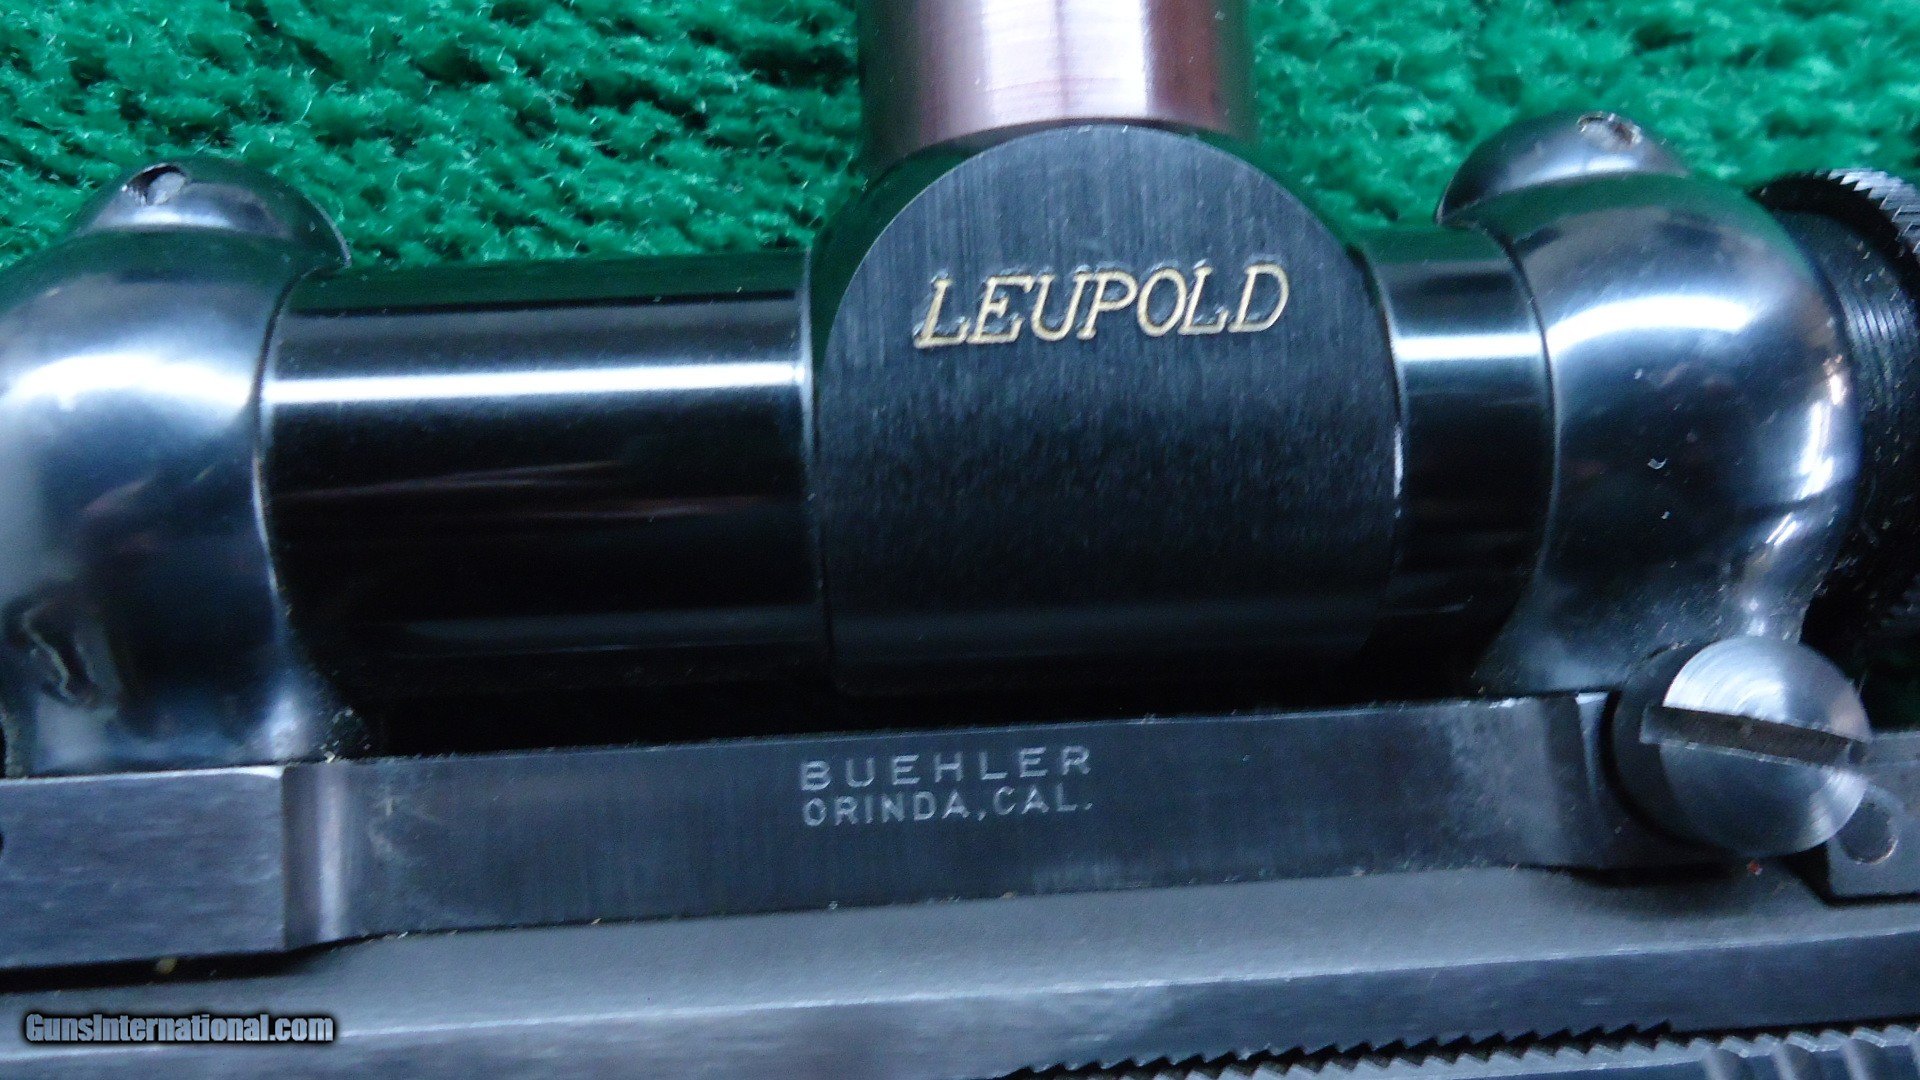 LEUPOLD
BUEHLER
ORINDA, CAL.
GunsInternational.com